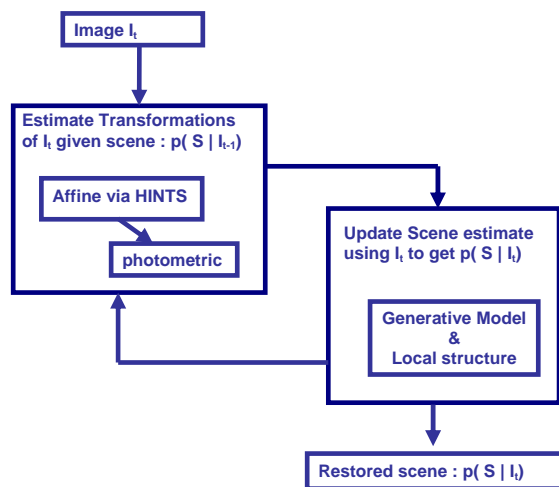 Image Iₜ
Estimate Transformations
of Iₜ given scene : p( S | Iₜ₋₁)
Affine via HINTS
photometric
Update Scene estimate
using Iₜ to get p( S | Iₜ)
Generative Model
&
Local structure
Restored scene : p( S | Iₜ)